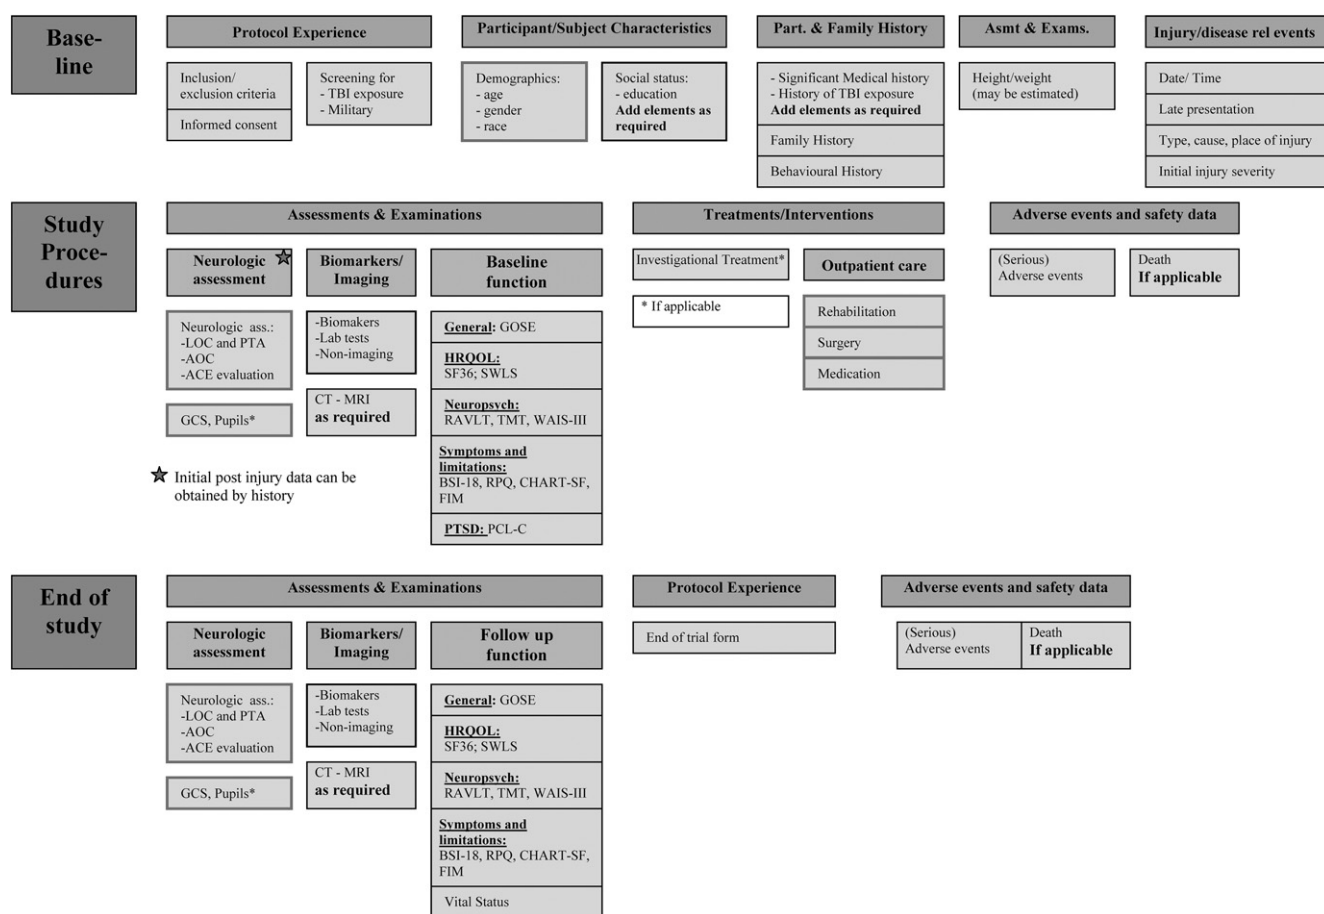 Base-
line
Protocol Experience
Inclusion/
exclusion criteria
Informed consent
Screening for
- TBI exposure
- Military
Participant/Subject Characteristics
Demographics:
- age
- gender
- race
Social status:
- education
Add elements as
required
Part. & Family History
- Significant Medical history
- History of TBI exposure
Add elements as required
Family History
Behavioural History
Asmt & Exams.
Height/weight
(may be estimated)
Injury/disease rel events
Date/ Time
Late presentation
Type, cause, place of injury
Initial injury severity
Study
Proce-
dures
Assessments & Examinations
Neurologic
assessment
Neurologic ass.:
-LOC and PTA
-AOC
-ACE evaluation
GCS, Pupils*
Initial post injury data can be
obtained by history
Biomarkers/
Imaging
-Biomakers
-Lab tests
-Non-imaging
CT - MRI
as required
Baseline
function
General: GOSE
HRQOL:
SF36; SWLS
Neuropsych:
RAVLT, TMT, WAIS-III
Symptoms and
limitations:
BSI-18, RPQ, CHART-SF,
FIM
PTSD: PCL-C
Treatments/Interventions
Investigational Treatment*
* If applicable
Outpatient care
Rehabilitation
Surgery
Medication
Adverse events and safety data
(Serious)
Adverse events
Death
If applicable
End of
study
Assessments & Examinations
Neurologic
assessment
Neurologic ass.:
-LOC and PTA
-AOC
-ACE evaluation
GCS, Pupils*
Biomarkers/
Imaging
-Biomakers
-Lab tests
-Non-imaging
CT - MRI
as required
Follow up
function
General: GOSE
HRQOL:
SF36; SWLS
Neuropsych:
RAVLT, TMT, WAIS-III
Symptoms and
limitations:
BSI-18, RPQ, CHART-SF,
FIM
Vital Status
Protocol Experience
End of trial form
Adverse events and safety data
(Serious)
Adverse events
Death
If applicable